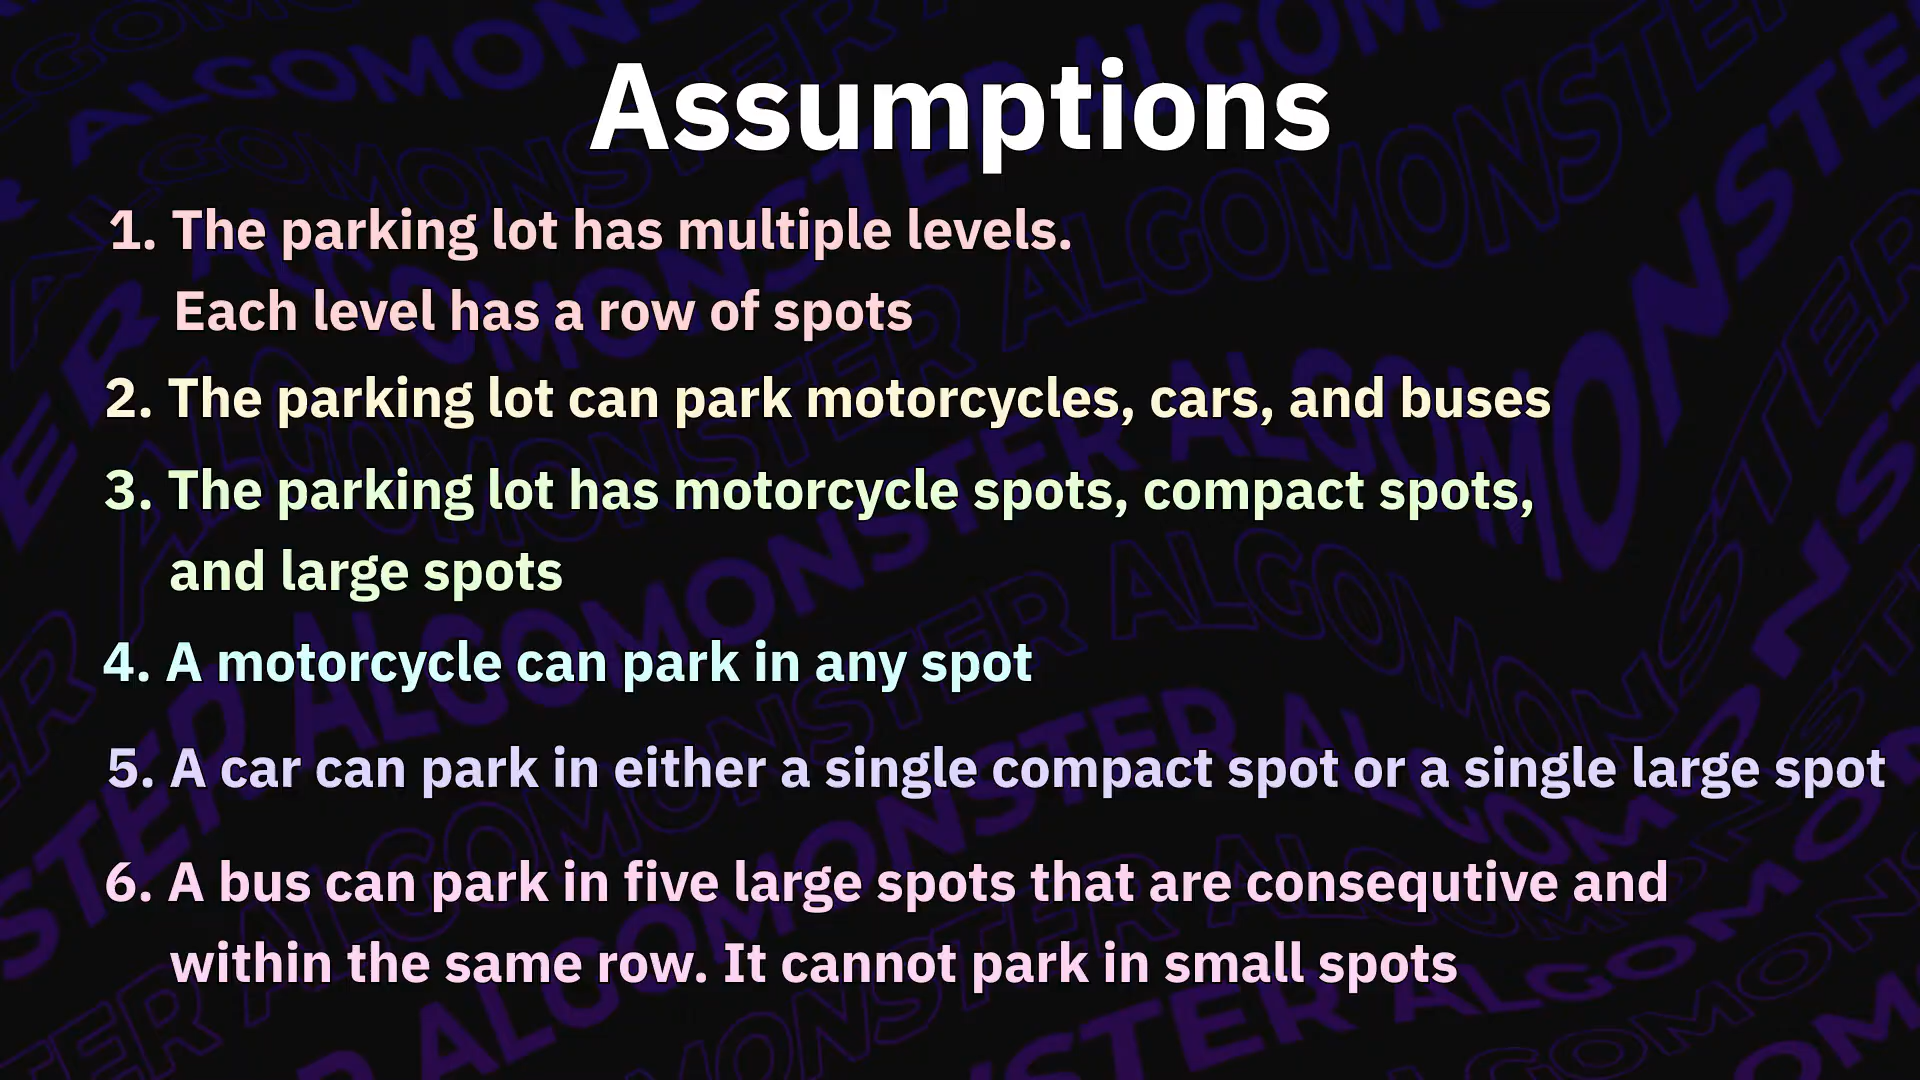 Assumptions
1. The parking lot has multiple levels.
Each level has a row of spots
2. The parking lot can park motorcycles, cars, and buses
3. The parking lot has motorcycle spots, compact spots,
and large spots
4. A motorcycle can park in any spot
5. A car can park in either a single compact spot or a single large spot
6. A bus can park in five large spots that are consequtive and
within the same row. It cannot park in small spots